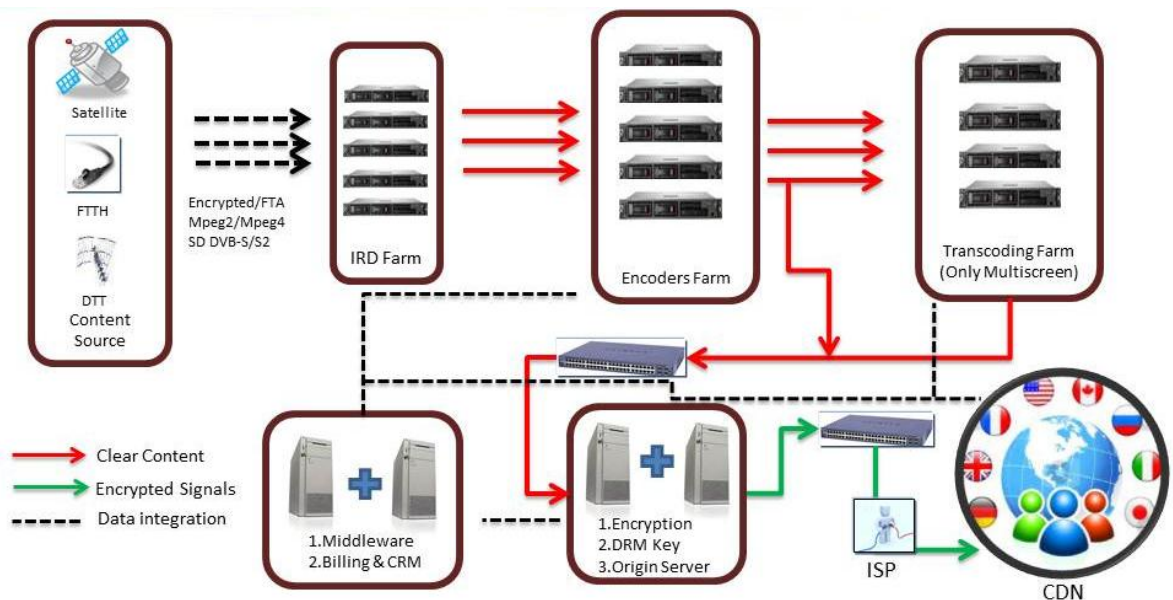 Satellite
FTTH
DTT
Content
Source
Encrypted/FTA
Mpeg2/Mpeg4
SD DVB-S/S2
IRD Farm
Encoders Farm
Transcoding Farm
(Only Multiscreen)
Clear Content
Encrypted Signals
Data integration
1.Middleware
2.Billing & CRM
1.Encryption
2.DRM Key
3.Origin Server
ISP
CDN